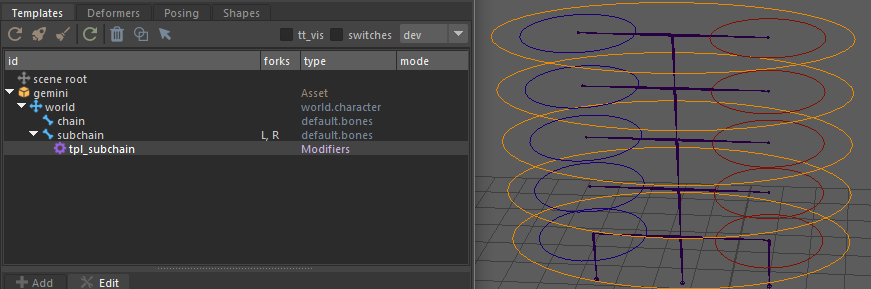 Templates Deformers Posing Shapes
tt_vis switches dev
id forks type mode
scene root
gemini Asset
world world.character
chain default.bones
subchain L, R default.bones
tpl_subchain Modifiers
Add Edit